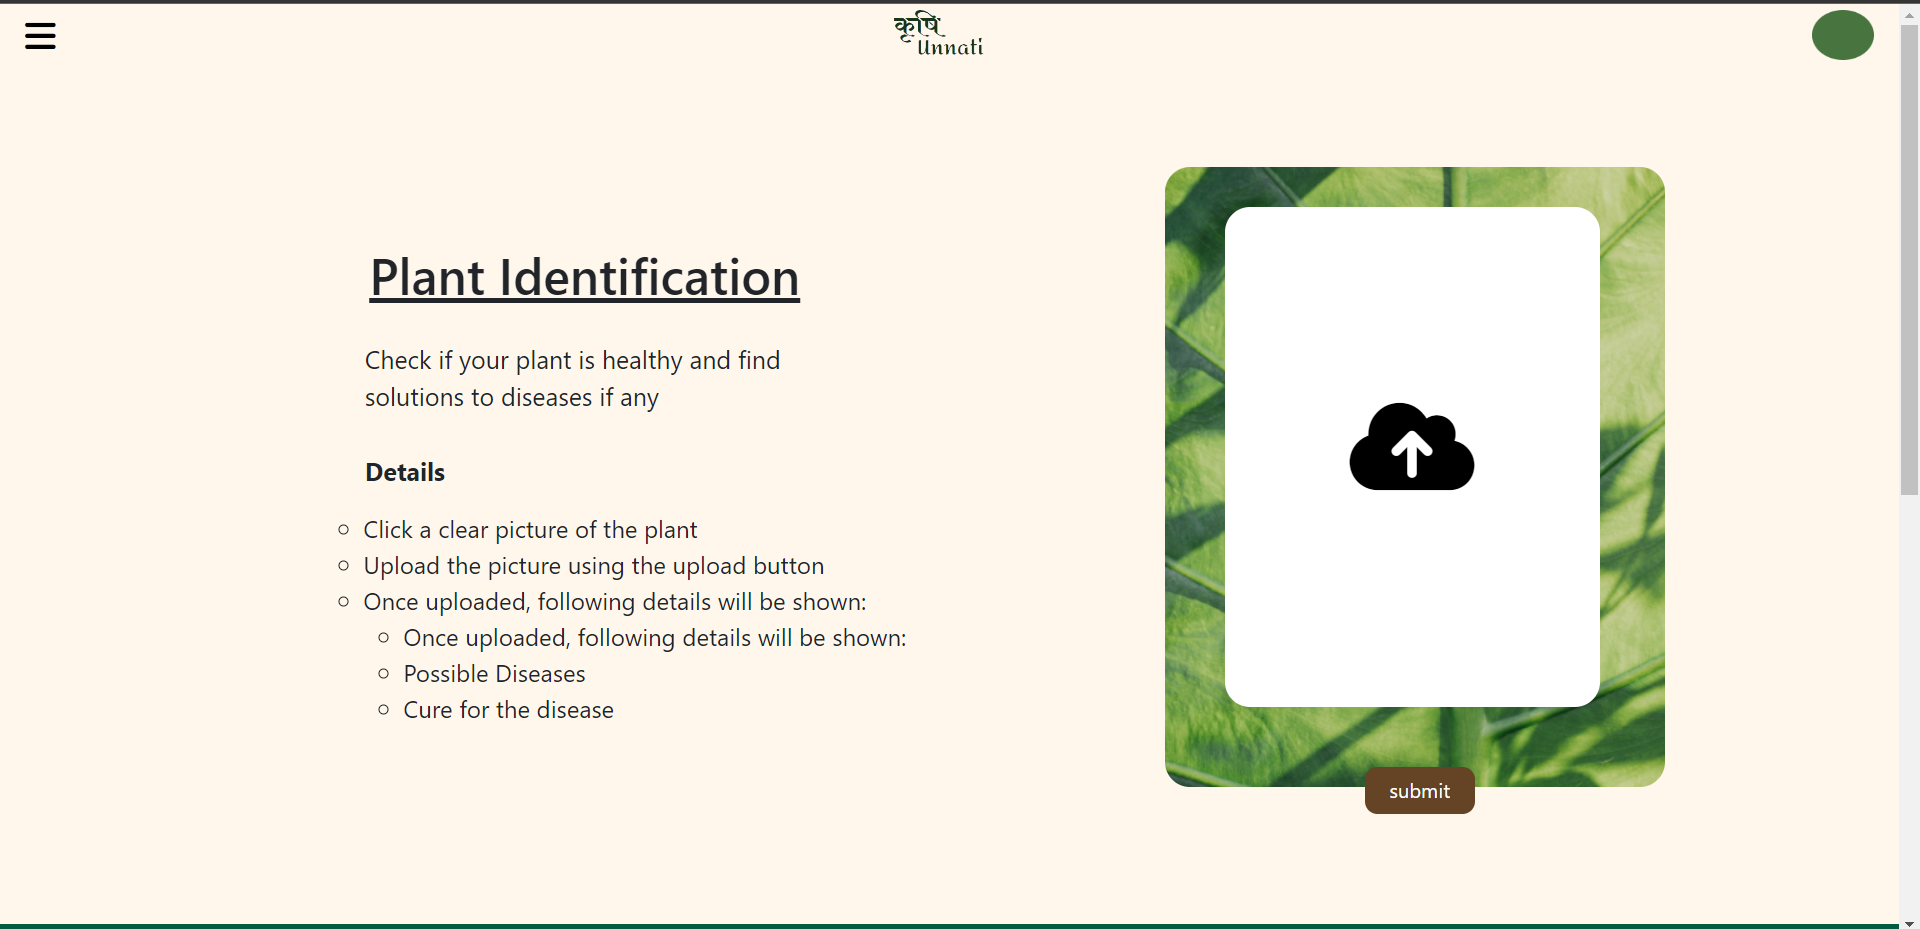 कृषि
Unnati
Plant Identification
Check if your plant is healthy and find
solutions to diseases if any
Details
Click a clear picture of the plant
Upload the picture using the upload button
Once uploaded, following details will be shown:
Once uploaded, following details will be shown:
Possible Diseases
Cure for the disease
submit